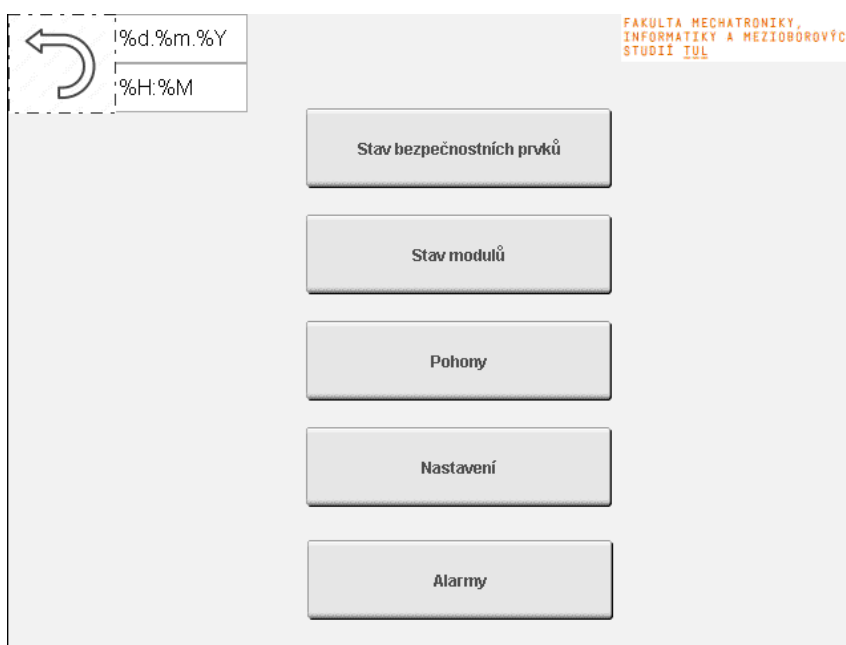 %d.%m.%Y
%H:%M
FAKULTA MECHATRONIKY,
INFORMATIKY A MEZIOBOROVÝC
STUDIÍ TUL
Stav bezpečnostních prvků
Stav modulů
Pohony
Nastavení
Alarmy